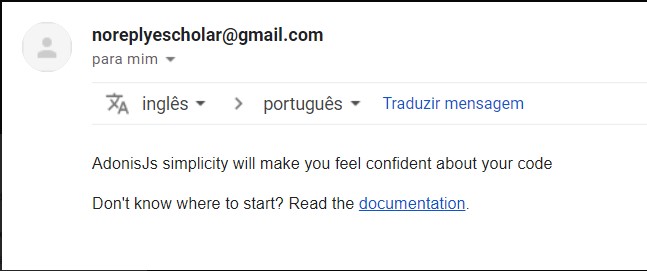 noreplyescholar@gmail.com
para mim
inglês > português Traduzir mensagem
AdonisJs simplicity will make you feel confident about your code
Don't know where to start? Read the documentation.